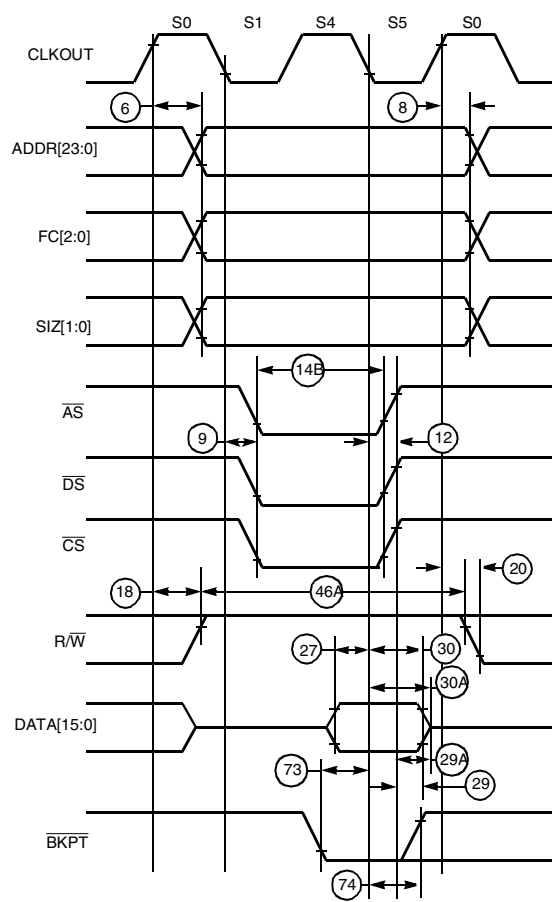 S0 S1 S4 S5 S0
CLKOUT
6 8
ADDR[23:0]
FC[2:0]
SIZ[1:0]
14B
AS
9 12
DS
CS
20
18 46A
R/W
27 30
30A
DATA[15:0]
29A
73 29
BKPT
74